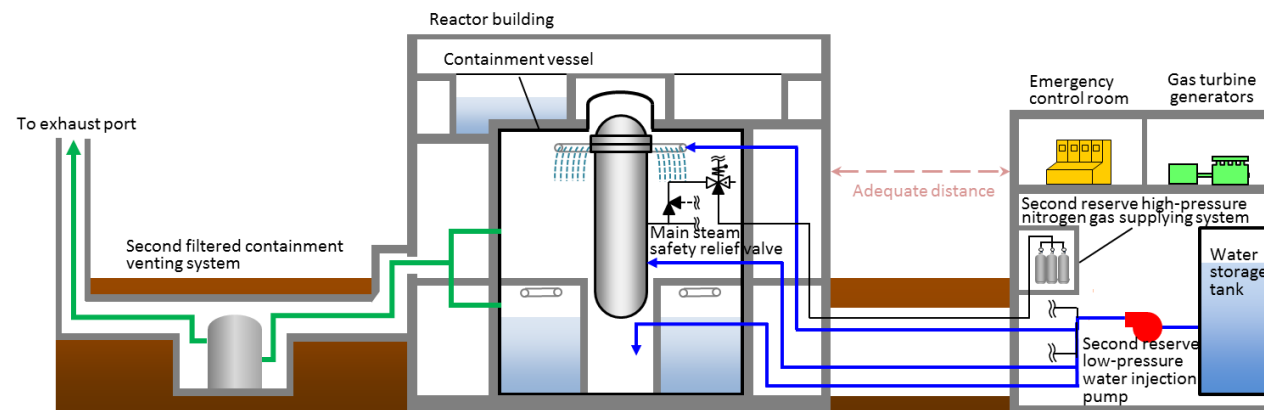 Reactor building
Containment vessel
To exhaust port
Second filtered containment
venting system
Main steam
safety relief valve
Adequate distance
Emergency
control room
Gas turbine
generators
Second reserve high-pressure
nitrogen gas supplying system
Water
storage
tank
Second reserve
low-pressure
water injection
pump